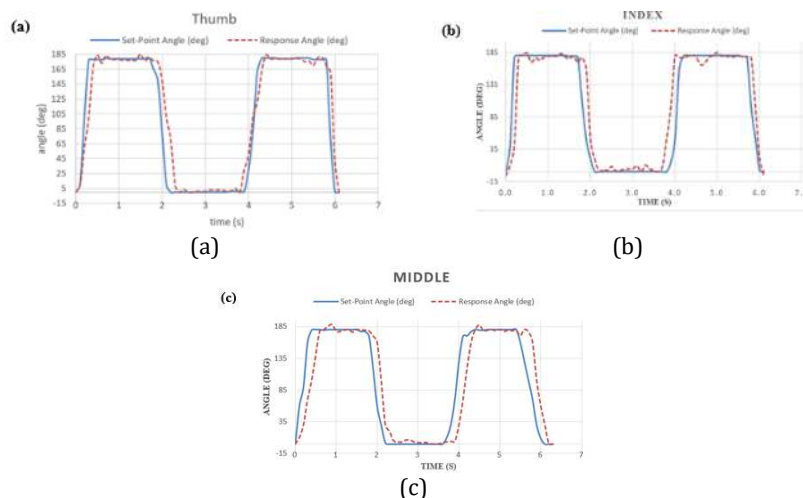 (a)
Thumb
Set-Point Angle (deg) Response Angle (deg)
185
165
145
125
105
85
65
45
25
5
-15
angle (deg)
0 1 2 3 4 5 6 7
time (s)
(a)
INDEX
(b)
Set-Point Angle (deg) Response Angle (deg)
185
135
85
35
-15
ANGLE (DEG)
0.0 1.0 2.0 3.0 4.0 5.0 6.0 7.0
TIME (S)
(b)
MIDDLE
(c)
Set-Point Angle (deg) Response Angle (deg)
185
135
85
35
-15
ANGLE (DEG)
0 1 2 3 4 5 6 7
TIME (S)
(c)